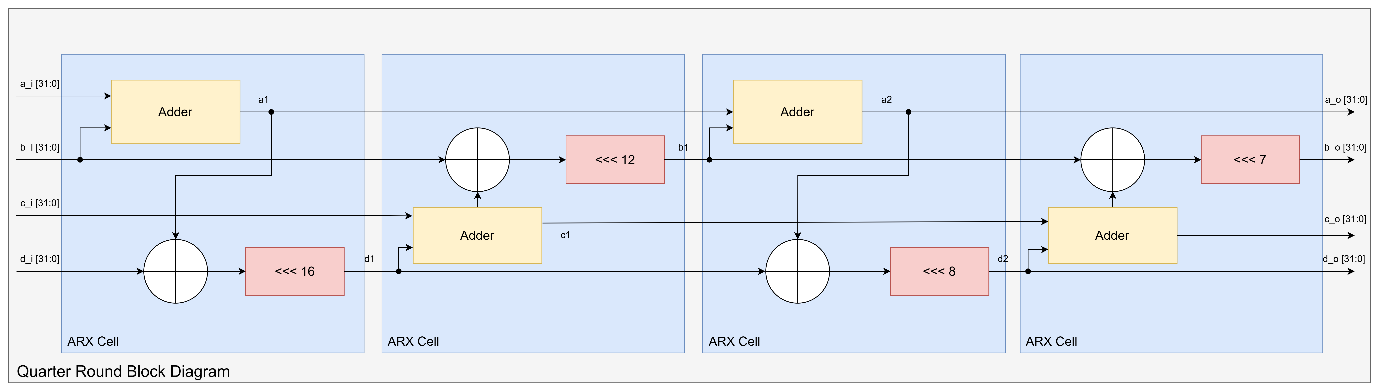 a_i [31:0]
Adder
a1
Adder
a2
a_o [31:0]
b_i [31:0]
<<< 12
b1
<<< 7
b_o [31:0]
c_i [31:0]
Adder
c1
Adder
c_o [31:0]
d_i [31:0]
<<< 16
d1
<<< 8
d2
d_o [31:0]
ARX Cell
ARX Cell
ARX Cell
ARX Cell
Quarter Round Block Diagram